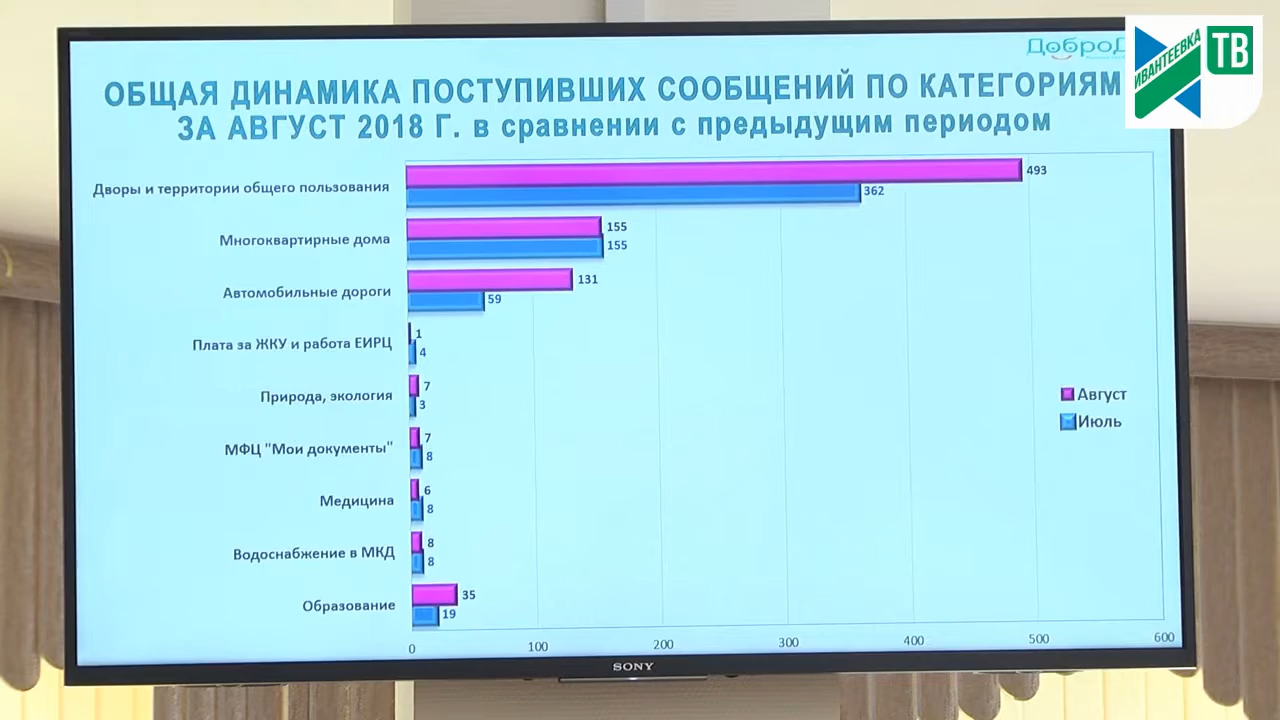 ДоброД
ИВАНТЕЕВКА
ТВ
ОБЩАЯ ДИНАМИКА ПОСТУПИВШИХ СООБЩЕНИЙ ПО КАТЕГОРИЯМ
ЗА АВГУСТ 2018 Г. в сравнении с предыдущим периодом
Дворы и территории общего пользования
493
362
Многоквартирные дома
155
155
Автомобильные дороги
131
59
Плата за ЖКУ и работа ЕИРЦ
1
4
Природа, экология
7
3
МФЦ "Мои документы"
7
8
Медицина
6
8
Водоснабжение в МКД
8
8
Образование
35
19
Август
Июль
0 100 200 300 400 500 600
SONY